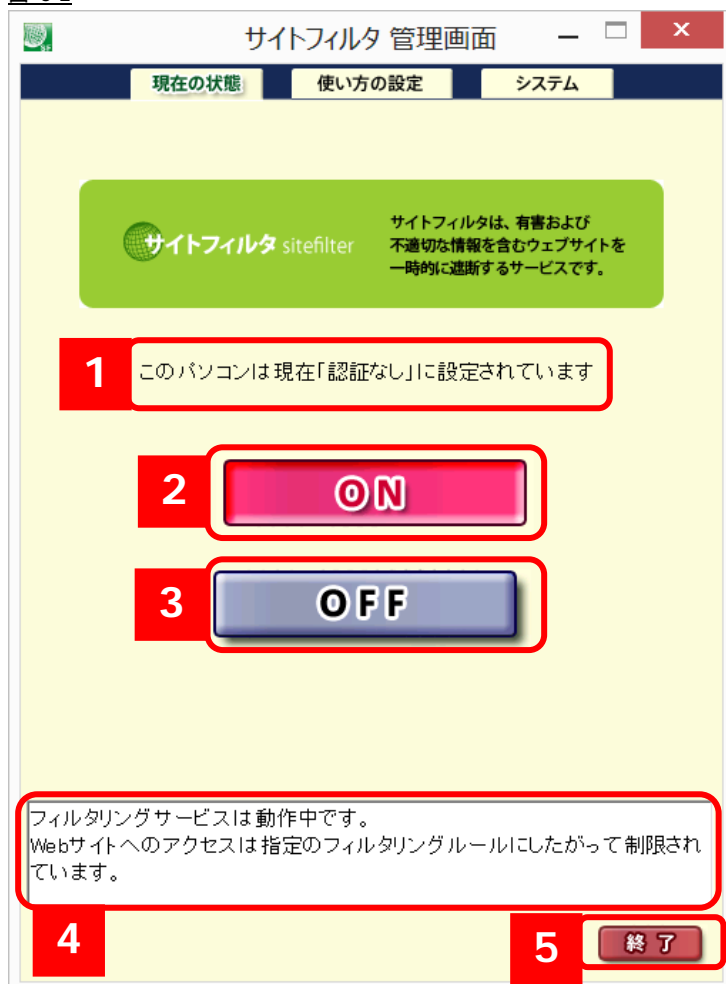 サイトフィルタ 管理画面
現在の状態
使い方の設定
システム
サイトフィルタ sitefilter
サイトフィルタは、有害および
不適切な情報を含むウェブサイトを
一時的に遮断するサービスです。
1
このパソコンは現在「認証なし」に設定されています
2
ON
3
OFF
フィルタリングサービスは動作中です。
Webサイトへのアクセスは指定のフィルタリングルールにしたがって制限され
ています。
4
5
終了